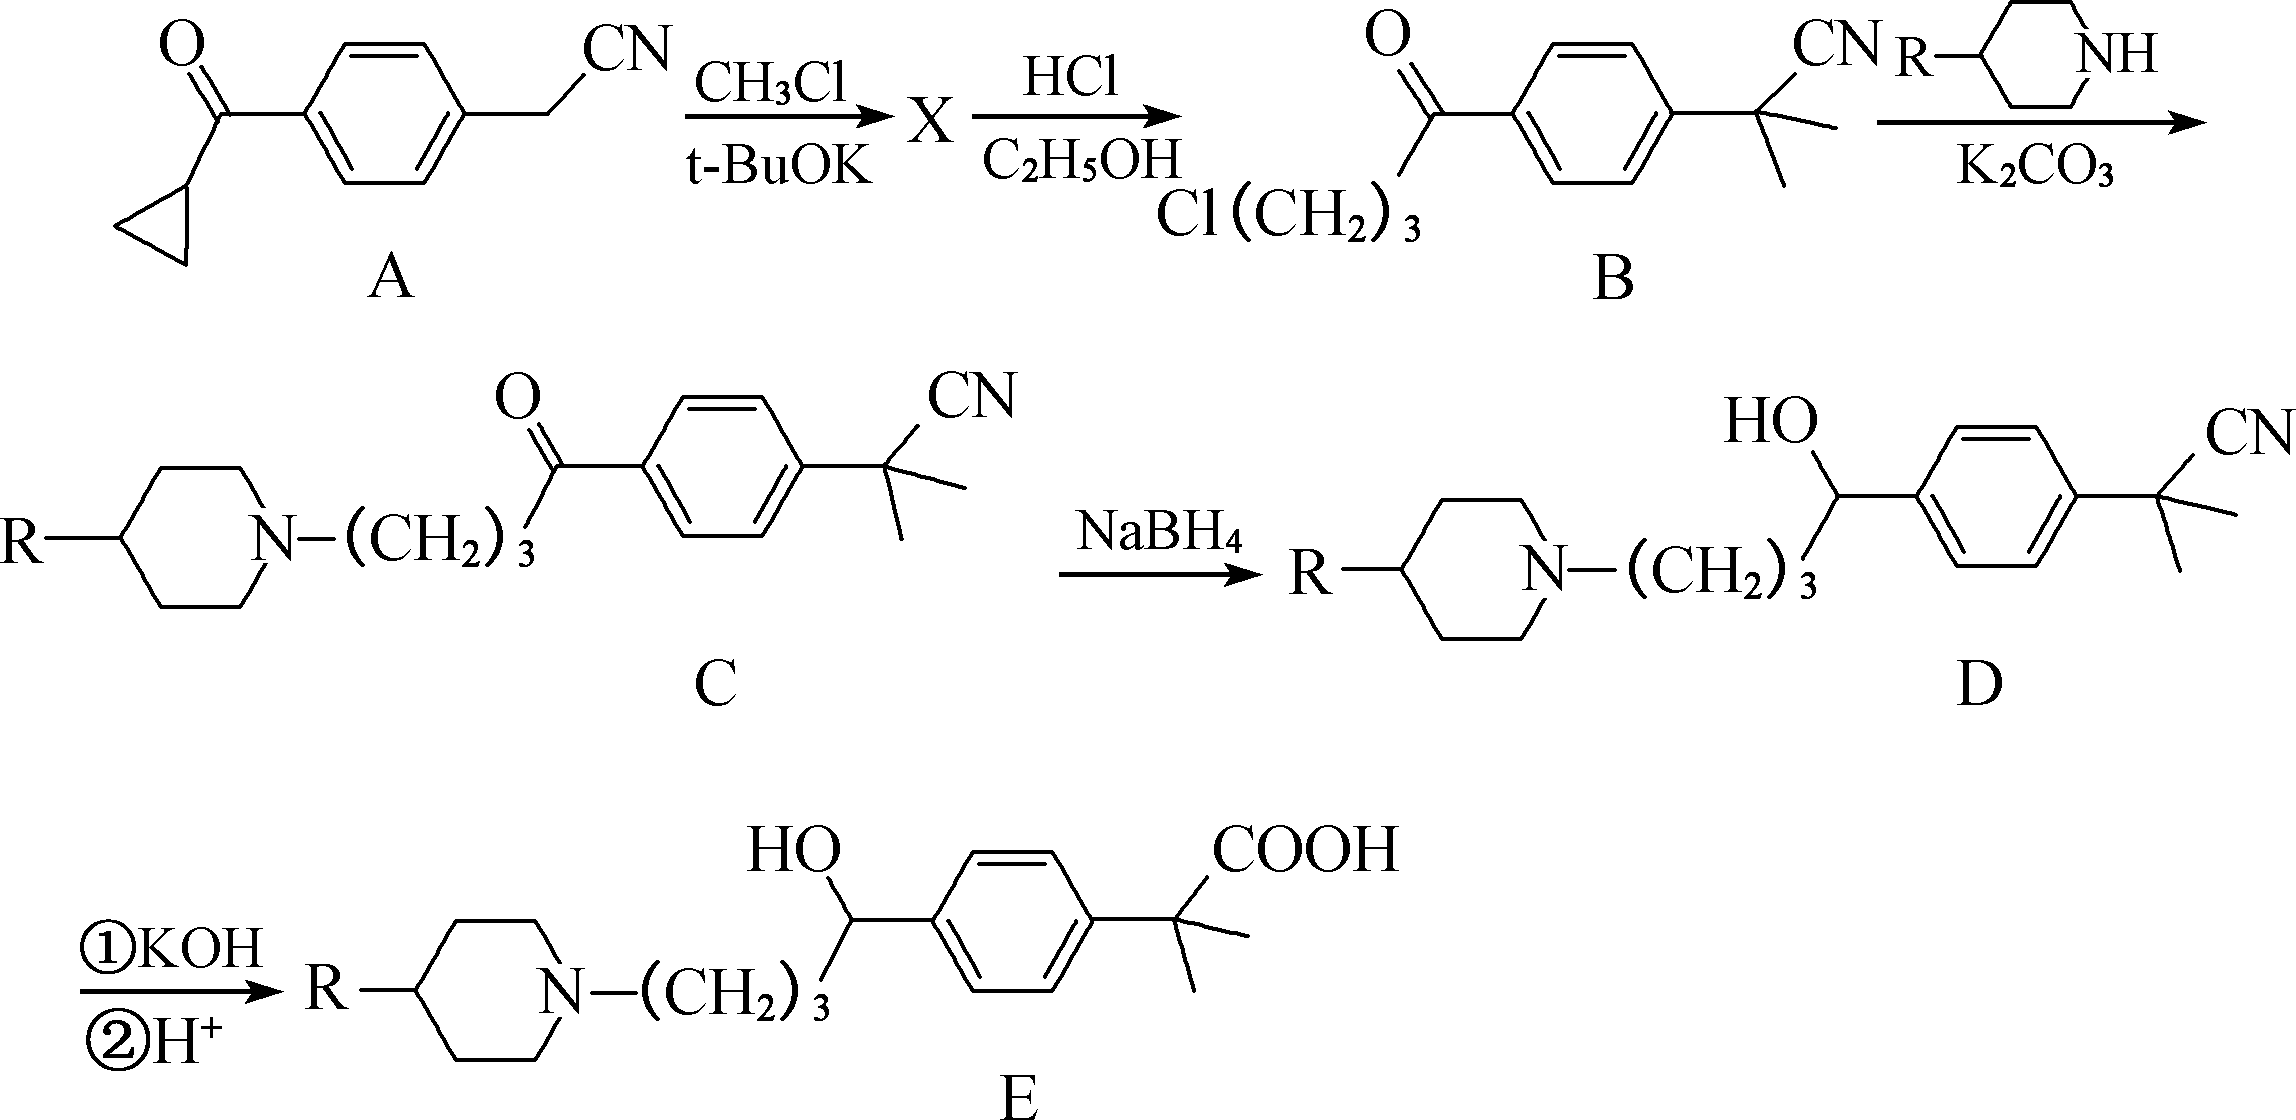 O CN
CH₃Cl
t-BuOK
X
HCl
C₂H₅OH
O CN
Cl(CH₂)₃
R NH
K₂CO₃
A
B
O CN
R N (CH₂)₃
C
NaBH₄
HO CN
R N (CH₂)₃
D
①KOH
②H⁺
HO COOH
R N (CH₂)₃
E